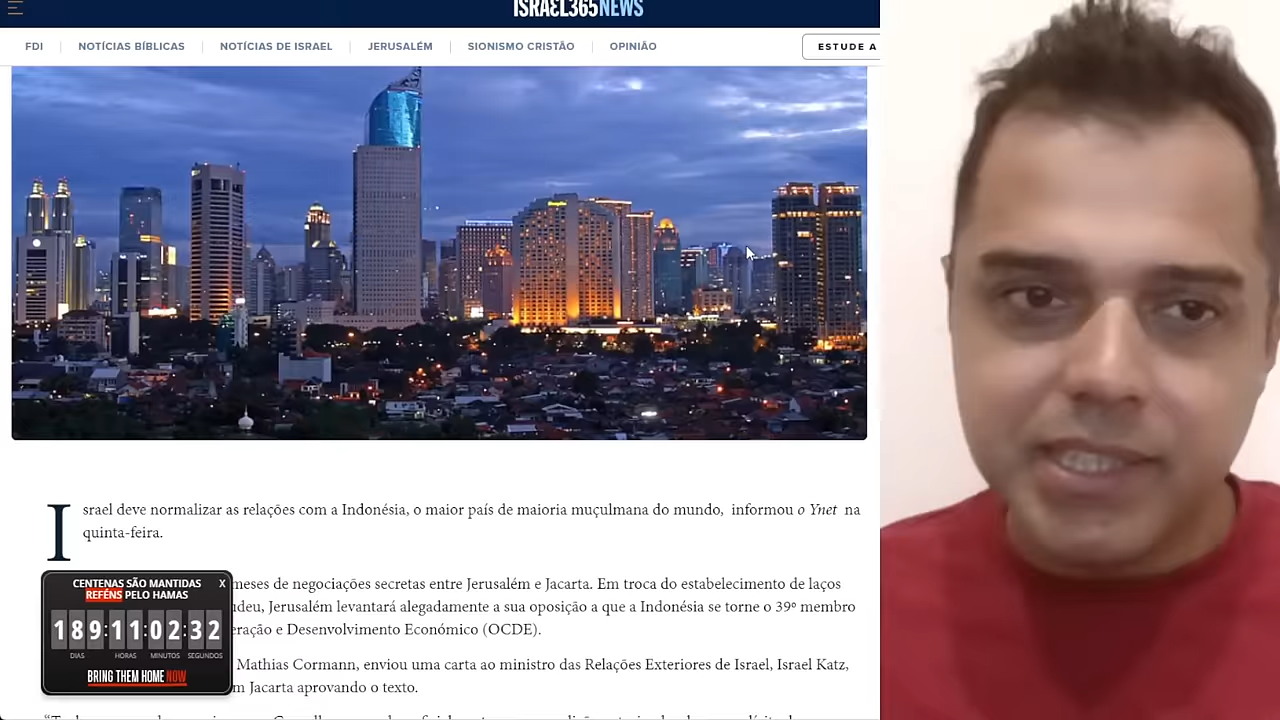 ISRAEL365NEWS
FDI
NOTÍCIAS BÍBLICAS
NOTÍCIAS DE ISRAEL
JERUSALÉM
SIONISMO CRISTÃO
OPINIÃO
ESTUDE A
Israel deve normalizar as relações com a Indonésia, o maior país de maioria muçulmana do mundo, informou o Ynet na
quinta-feira.
meses de negociações secretas entre Jerusalém e Jacarta. Em troca do estabelecimento de laços
udeu, Jerusalém levantará alegadamente a sua oposição a que a Indonésia se torne o 39º membro
eração e Desenvolvimento Económico (OCDE).
Mathias Cormann, enviou uma carta ao ministro das Relações Exteriores de Israel, Israel Katz,
m Jacarta aprovando o texto.
CENTENAS SÃO MANTIDAS X
REFÉNS PELO HAMAS
189:11:02:32
DIAS HORAS MINUTOS SEGUNDOS
BRING THEM HOME NOW